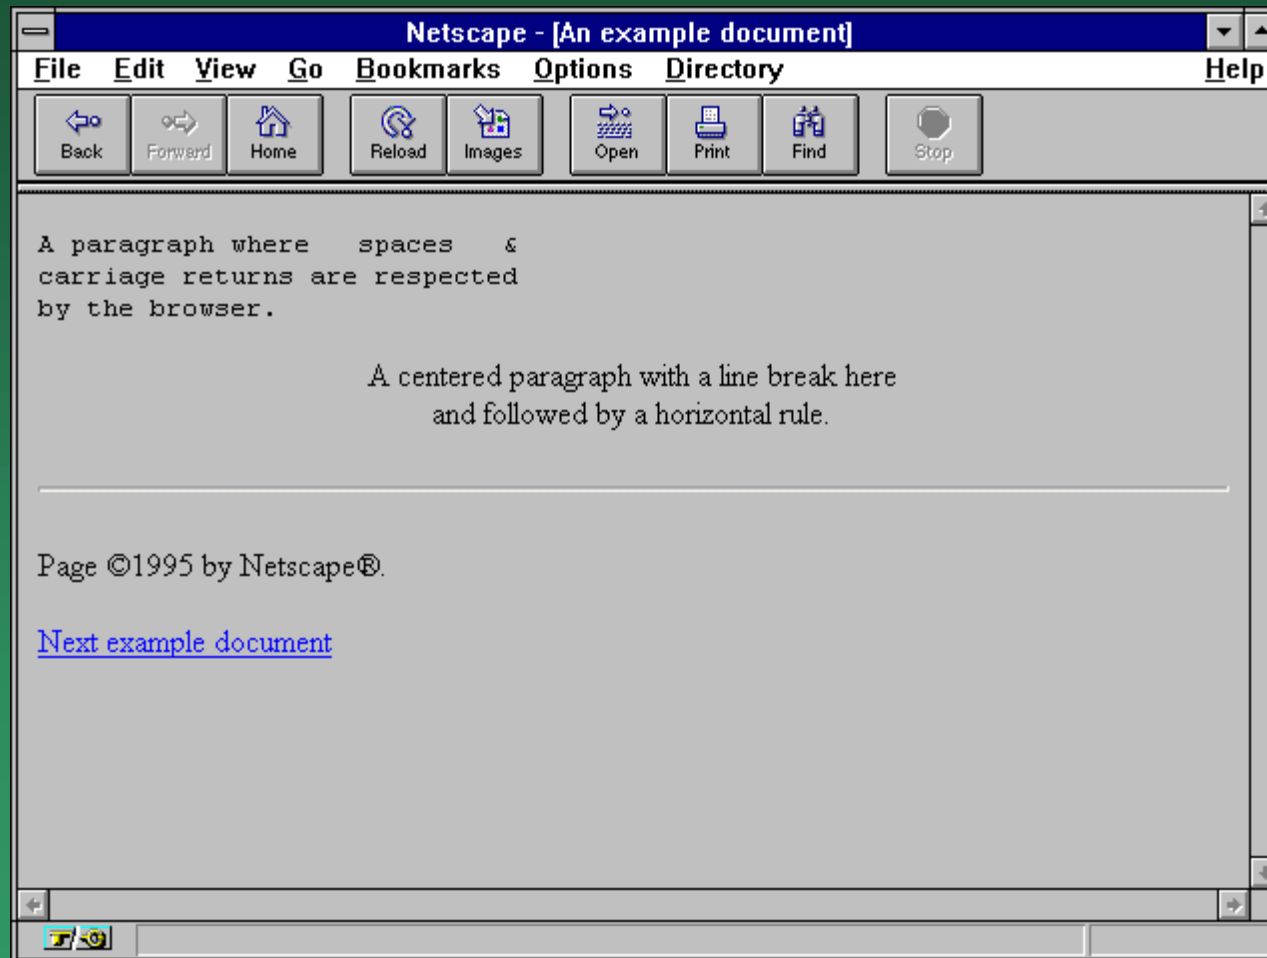 Netscape - [An example document]
File Edit View Go Bookmarks Options Directory Help
Back Forward Home Reload Images Open Print Find Stop
A paragraph where   spaces   &
carriage returns are respected
by the browser.
A centered paragraph with a line break here
and followed by a horizontal rule.
Page ©1995 by Netscape®.
Next example document